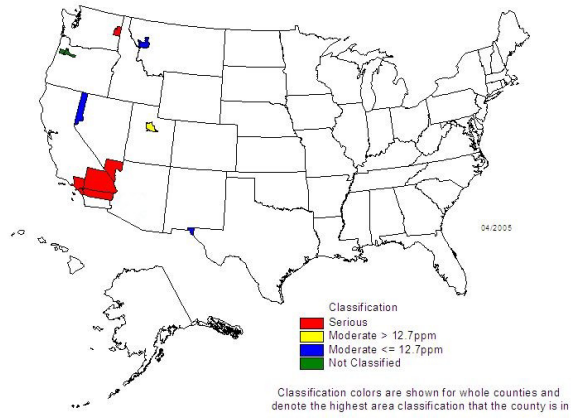 04/2005
Classification
Serious
Moderate > 12.7ppm
Moderate <= 12.7ppm
Not Classified
Classification colors are shown for whole counties and
denote the highest area classification that the county is in